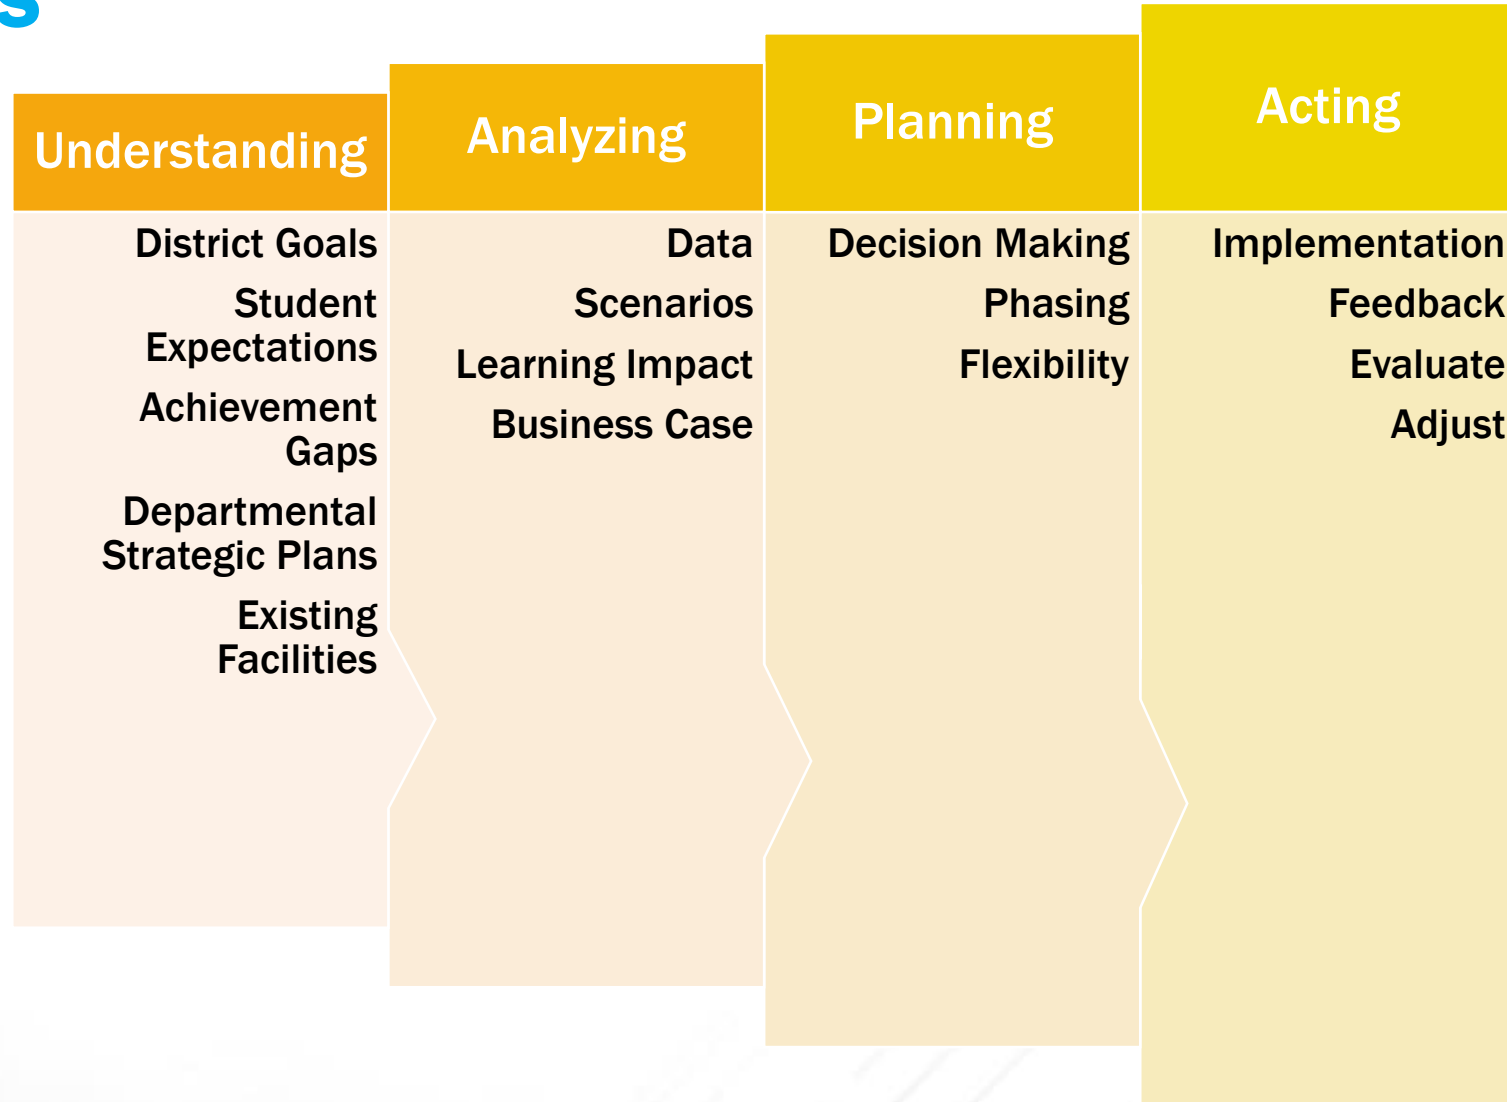 s
Understanding
District Goals
Student
Expectations
Achievement
Gaps
Departmental
Strategic Plans
Existing
Facilities
Analyzing
Data
Scenarios
Learning Impact
Business Case
Planning
Decision Making
Phasing
Flexibility
Acting
Implementation
Feedback
Evaluate
Adjust